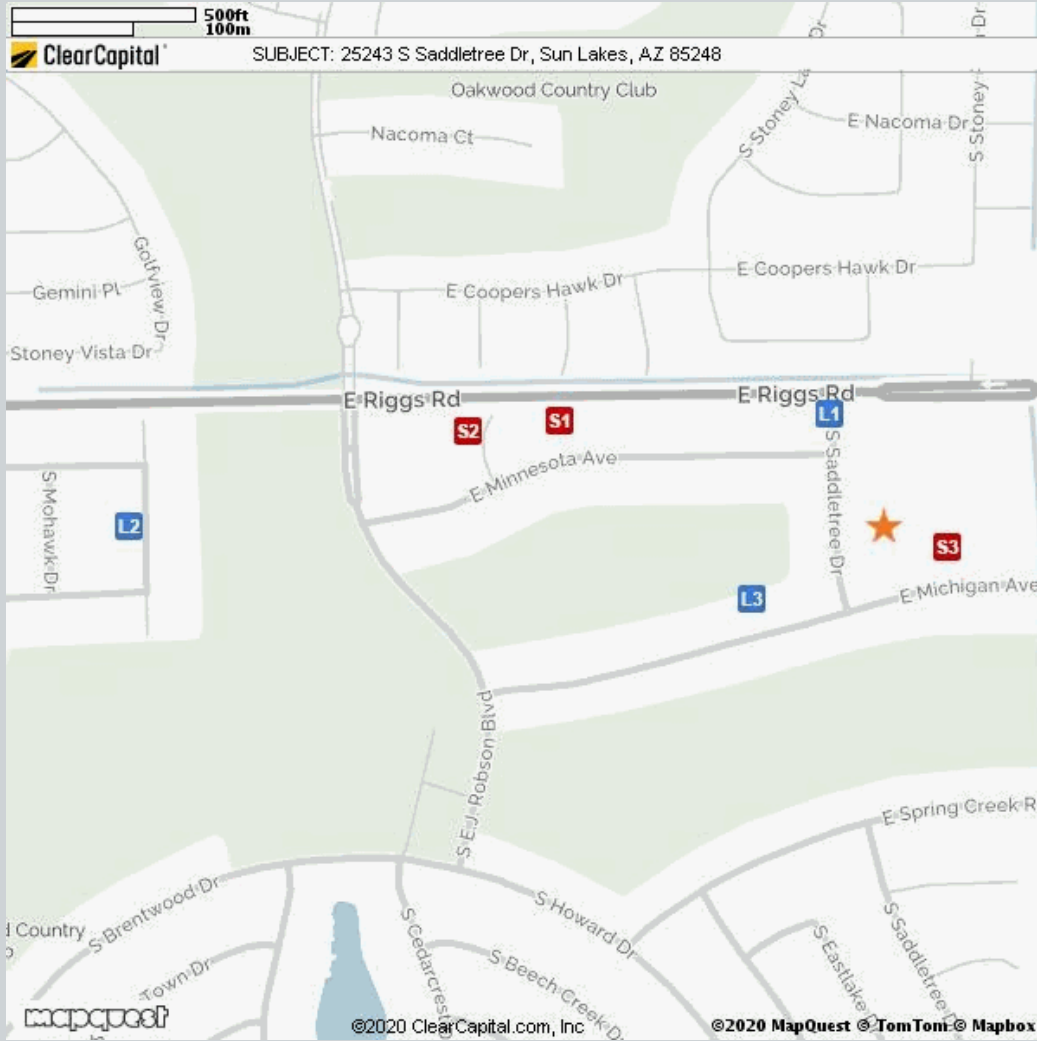 500ft
100m
ClearCapital
SUBJECT: 25243 S Saddletree Dr, Sun Lakes, AZ 85248
Oakwood Country Club
Nacoma Ct
S Stoney La
Dr
E Nacoma Dr
S Stoney
Dr
Golfview Dr
Gemini Pl
E Coopers Hawk Dr
E Coopers Hawk Dr
Stoney Vista Dr
E Riggs Rd
E Riggs Rd
L1
S2
S1
E Minnesota Ave
S Saddletree Dr
S Mohawk Dr
L2
S3
L3
E Michigan Ave
S E J Robson Blvd
E Spring Creek R
S Brentwood Dr
S Howard Dr
d Country
Town Dr
S Cedarcrest D
S Beech Creek D
S Eastlake D
S Saddletree D
mapquest
©2020 ClearCapital.com, Inc
©2020 MapQuest © TomTom © Mapbox